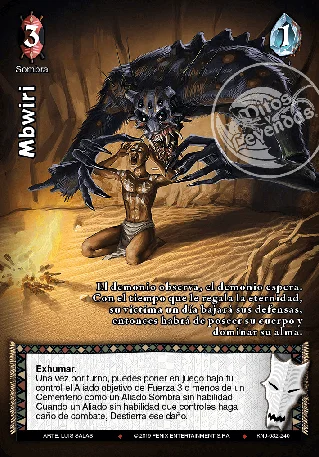 3
1
Sombra
Mitos y
Leyendas
Mbwiri
El demonio observa, el demonio espera.
Con el tiempo que le regala la eternidad,
su víctima un día bajará sus defensas,
entonces habrá de poseer su cuerpo y
dominar su alma.
Exhumar.
Una vez por turno, puedes poner en juego bajo tu
control el Aliado objetivo de Fuerza 3 o menos de un
Cementerio como un Aliado Sombra sin habilidad
Cuando un Aliado sin habilidad que controles haga
daño de combate, Destierra ese daño.
ARTE: LUIS SALAS